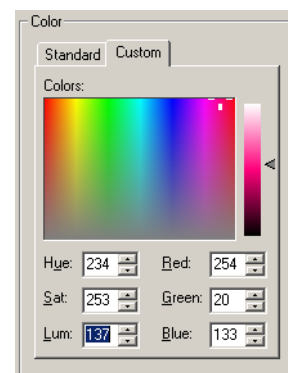 Color
Standard Custom
Colors:
Hue: 234 Red: 254
Sat: 253 Green: 20
Lum: 137 Blue: 133